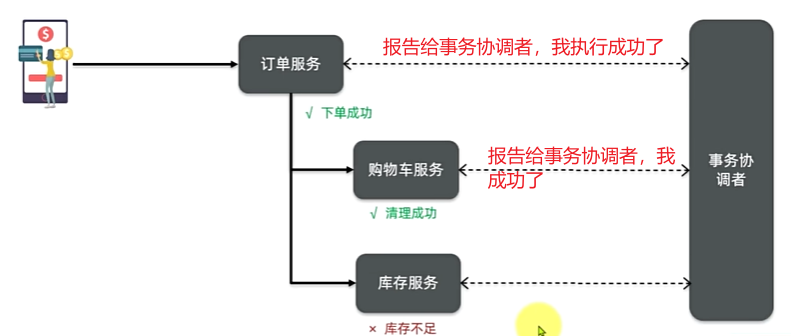 报告给事务协调者，我执行成功了
订单服务
√ 下单成功
报告给事务协调者，我
成功了
购物车服务
事务协
调者
√ 清理成功
库存服务
× 库存不足